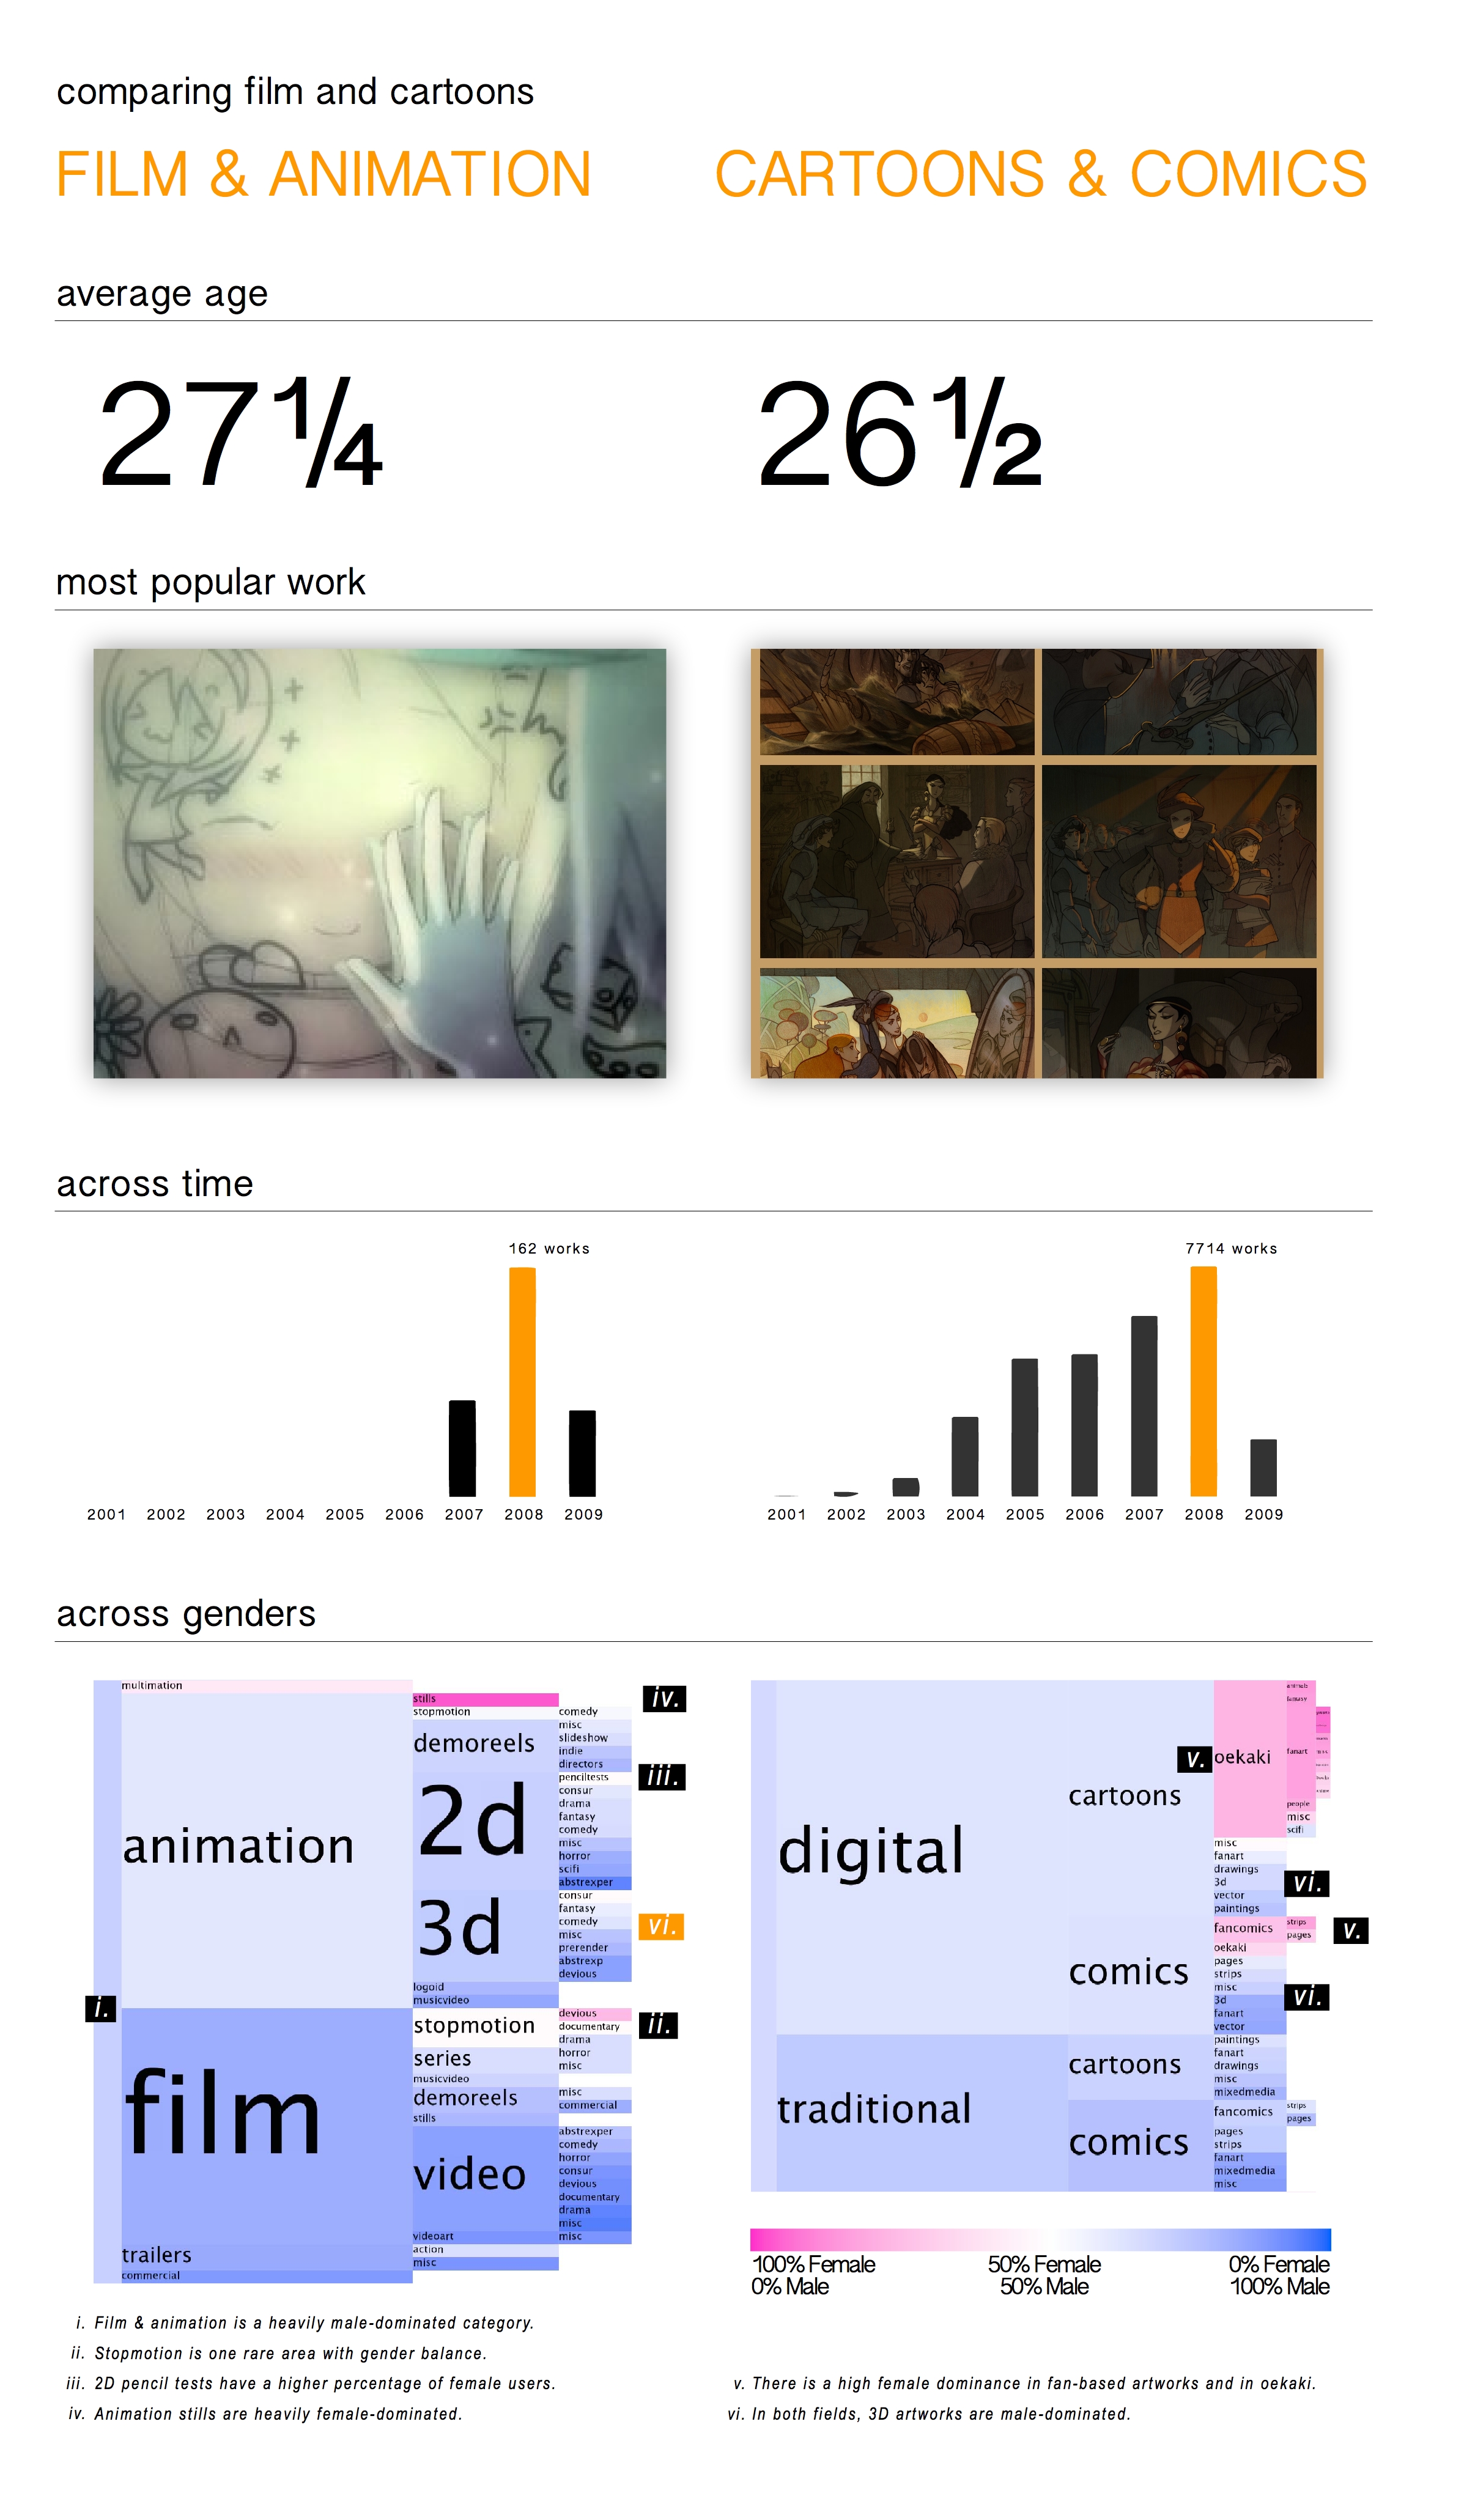 comparing film and cartoons
FILM & ANIMATION
CARTOONS & COMICS
average age
27¼
26½
most popular work
across time
162 works
2001 2002 2003 2004 2005 2006 2007 2008 2009
7714 works
2001 2002 2003 2004 2005 2006 2007 2008 2009
across genders
multimation
animation
film
trailers
commercial
i.
stills
stopmotion
demoreels
2d
3d
logoid
musicvideo
stopmotion
series
musicvideo
demoreels
stills
video
videoart
action
misc
comedy
misc
slideshow
indie
directors
penciltests
consur
drama
fantasy
comedy
misc
horror
scifi
abstrexper
consur
fantasy
comedy
misc
prerender
abstrexp
devious
devious
documentary
drama
horror
misc
misc
commercial
abstrexper
comedy
horror
consur
devious
documentary
drama
misc
misc
iv.
iii.
vi.
ii.
digital
traditional
cartoons
comics
cartoons
comics
v.
oekaki
misc
fanart
drawings
3d
vector
paintings
fancomics
oekaki
pages
strips
misc
3d
fanart
vector
paintings
fanart
drawings
misc
mixedmedia
fancomics
pages
strips
fanart
mixedmedia
misc
animals
fantasy
fanart
people
misc
scifi
strips
pages
strips
pages
vi.
v.
vi.
100% Female 50% Female 0% Female
0% Male 50% Male 100% Male
i. Film & animation is a heavily male-dominated category.
ii. Stopmotion is one rare area with gender balance.
iii. 2D pencil tests have a higher percentage of female users.
iv. Animation stills are heavily female-dominated.
v. There is a high female dominance in fan-based artworks and in oekaki.
vi. In both fields, 3D artworks are male-dominated.